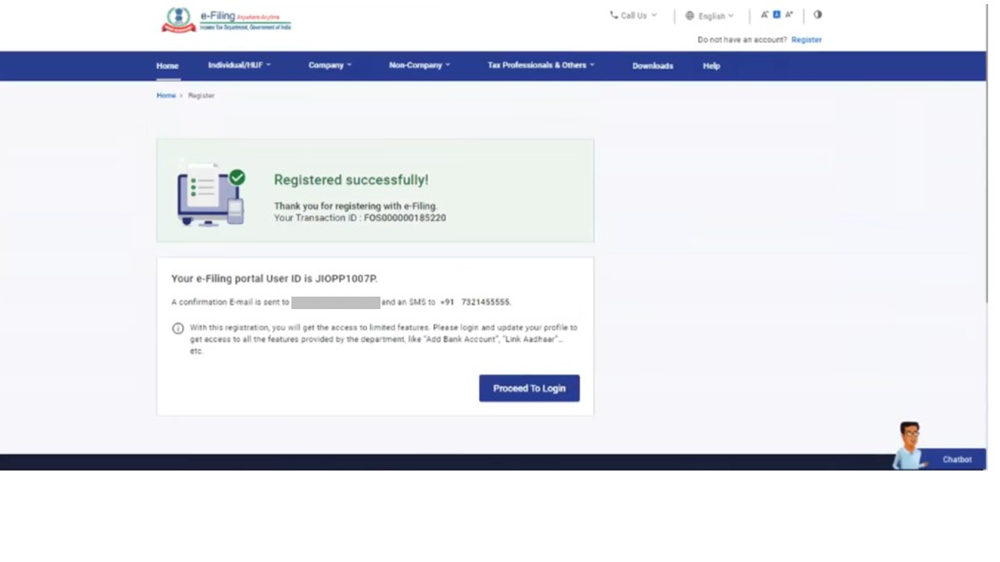 e-Filing Anywhere Anytime
Income Tax Department, Government of India
Call Us
English
A- A A+
Do not have an account? Register
Home Individual/HUF Company Non-Company Tax Professionals & Others Downloads Help
Home > Register
Registered successfully!
Thank you for registering with e-Filing.
Your Transaction ID : FOS000000185220
Your e-Filing portal User ID is JIOPP1007P.
A confirmation E-mail is sent to and an SMS to +91 7321455555.
With this registration, you will get the access to limited features. Please login and update your profile to
get access to all the features provided by the department, like "Add Bank Account", "Link Aadhaar"...
etc.
Proceed To Login
Chatbot